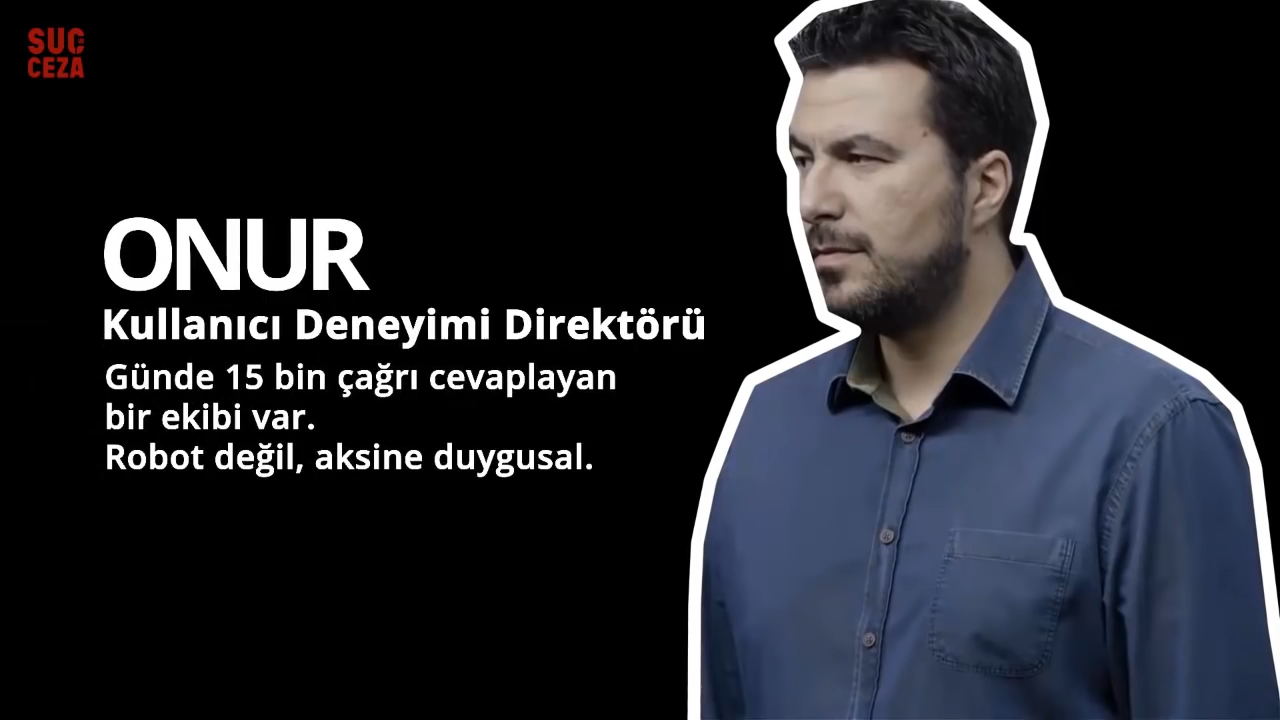 SUÇ
CEZA
ONUR
Kullanıcı Deneyimi Direktörü
Günde 15 bin çağrı cevaplayan
bir ekibi var.
Robot değil, aksine duygusal.